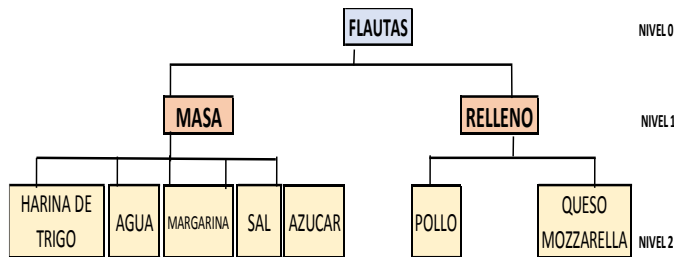 FLAUTAS
NIVEL 0
MASA
RELLENO
NIVEL 1
HARINA DE
TRIGO
AGUA
MARGARINA
SAL
AZUCAR
POLLO
QUESO
MOZZARELLA
NIVEL 2